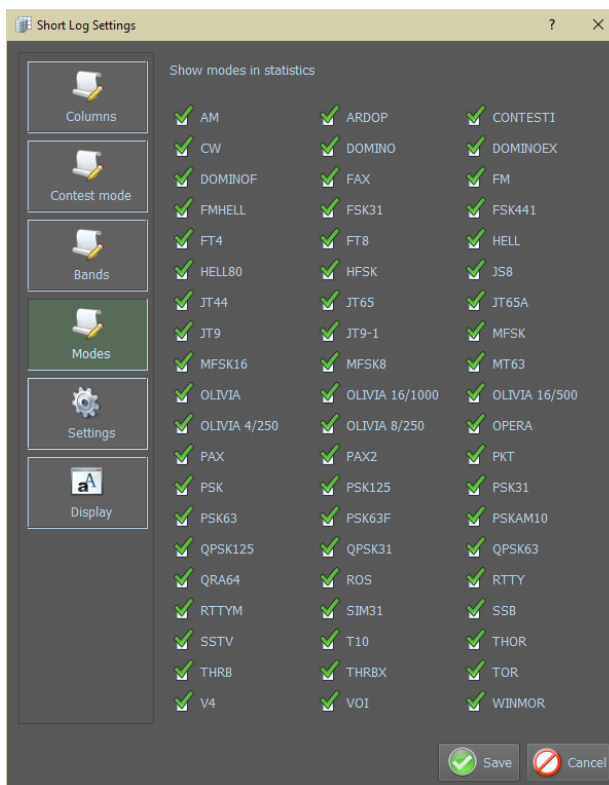 Short Log Settings ?
Columns
Contest mode
Bands
Modes
Settings
aA
Display
Show modes in statistics
AM ARDOP CONTESTI
CW DOMINO DOMINOEX
DOMINOF FAX FM
FMHELL FSK31 FSK441
FT4 FT8 HELL
HELL80 HFSK JS8
JT44 JT65 JT65A
JT9 JT9-1 MFSK
MFSK16 MFSK8 MT63
OLIVIA OLIVIA 16/1000 OLIVIA 16/500
OLIVIA 4/250 OLIVIA 8/250 OPERA
PAX PAX2 PKT
PSK PSK125 PSK31
PSK63 PSK63F PSKAM10
QPSK125 QPSK31 QPSK63
QRA64 ROS RTTY
RTTYM SIM31 SSB
SSTV T10 THOR
THRB THRBX TOR
V4 VOI WINMOR
Save Cancel